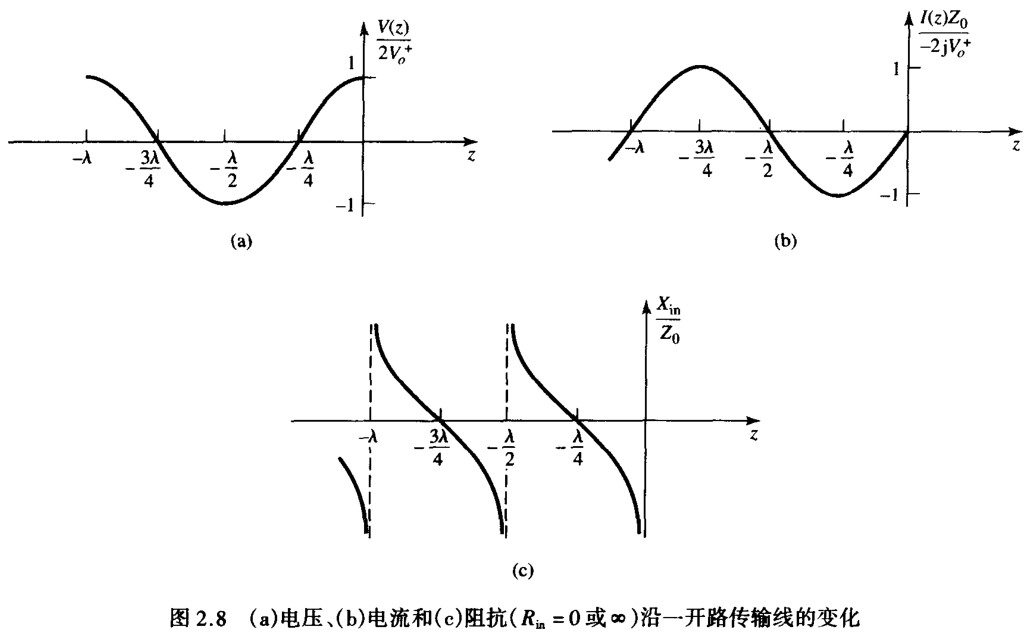 V(z)
2V_o^+
1
-λ
-3λ/4
-λ/2
-λ/4
z
-1
(a)
I(z)Z_0
-2jV_o^+
1
-λ
-3λ/4
-λ/2
-λ/4
z
-1
(b)
X_in
Z_0
-λ
-3λ/4
-λ/2
-λ/4
z
(c)
图 2.8 (a)电压、(b)电流和(c)阻抗(R_in = 0 或 ∞)沿一开路传输线的变化